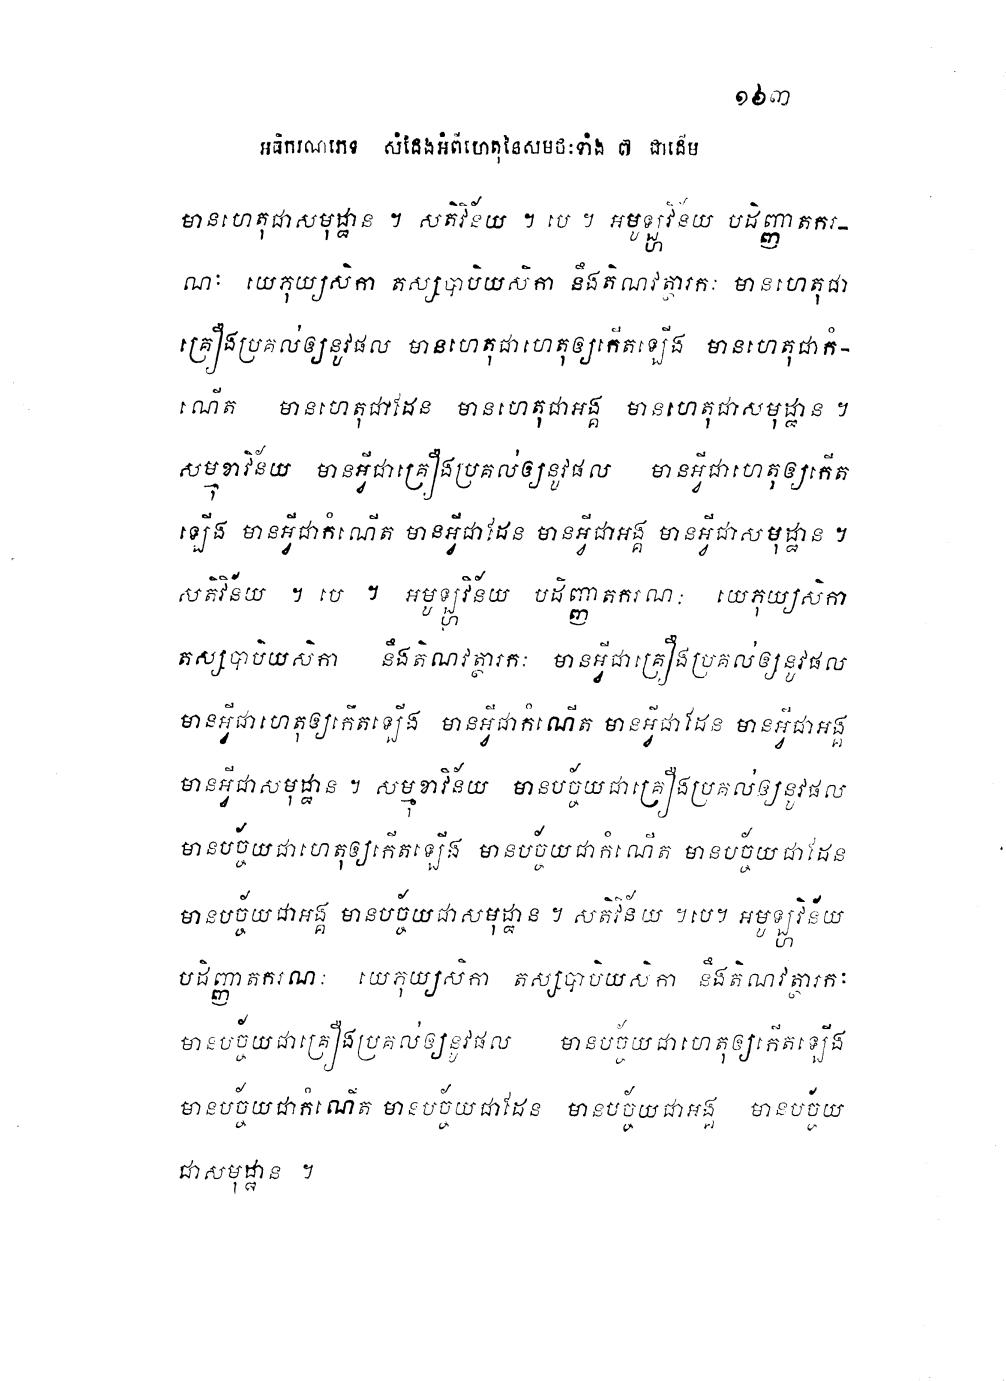 ១៦៣
អធិករណភេទ សំដែងអំពីហេតុនៃសមថៈទាំង ៧ ជាដើម
មានហេតុជាសមុដ្ឋាន ។ សតិវិន័យ ។ បេ ។ អមូឡ្ហវិន័យ បដិញ្ញាតករ-
ណៈ យេភុយ្យសិកា តស្សបាបិយសិកា នឹងតិណវត្ថារកៈ មានហេតុជា
គ្រឿងប្រគល់ឲ្យនូវផល មានហេតុជាហេតុឲ្យកើតឡើង មានហេតុជាកំ-
ណើត មានហេតុជាដែន មានហេតុជាអង្គ មានហេតុជាសមុដ្ឋាន ។
សម្មុខាវិន័យ មានអ្វីជាគ្រឿងប្រគល់ឲ្យនូវផល មានអ្វីជាហេតុឲ្យកើត
ឡើង មានអ្វីជាកំណើត មានអ្វីជាដែន មានអ្វីជាអង្គ មានអ្វីជាសមុដ្ឋាន ។
សតិវិន័យ ។ បេ ។ អមូឡ្ហវិន័យ បដិញ្ញាតករណៈ យេភុយ្យសិកា
តស្សបាបិយសិកា នឹងតិណវត្ថារកៈ មានអ្វីជាគ្រឿងប្រគល់ឲ្យនូវផល
មានអ្វីជាហេតុឲ្យកើតឡើង មានអ្វីជាកំណើត មានអ្វីជាដែន មានអ្វីជាអង្គ
មានអ្វីជាសមុដ្ឋាន ។ សម្មុខាវិន័យ មានបច្ច័យជាគ្រឿងប្រគល់ឲ្យនូវផល
មានបច្ច័យជាហេតុឲ្យកើតឡើង មានបច្ច័យជាកំណើត មានបច្ច័យជាដែន
មានបច្ច័យជាអង្គ មានបច្ច័យជាសមុដ្ឋាន ។ សតិវិន័យ ។បេ។ អមូឡ្ហវិន័យ
បដិញ្ញាតករណៈ យេភុយ្យសិកា តស្សបាបិយសិកា នឹងតិណវត្ថារកៈ
មានបច្ច័យជាគ្រឿងប្រគល់ឲ្យនូវផល មានបច្ច័យជាហេតុឲ្យកើតឡើង
មានបច្ច័យជាកំណើត មានបច្ច័យជាដែន មានបច្ច័យជាអង្គ មានបច្ច័យ
ជាសមុដ្ឋាន ។